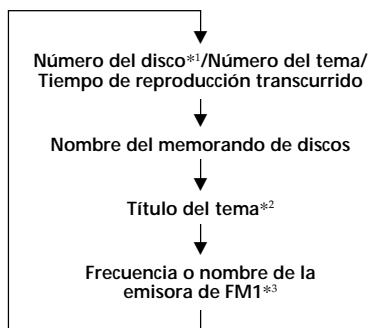 Número del disco*1/Número del tema/
Tiempo de reproducción transcurrido
Nombre del memorando de discos
Título del tema*2
Frecuencia o nombre de la
emisora de FM1*3